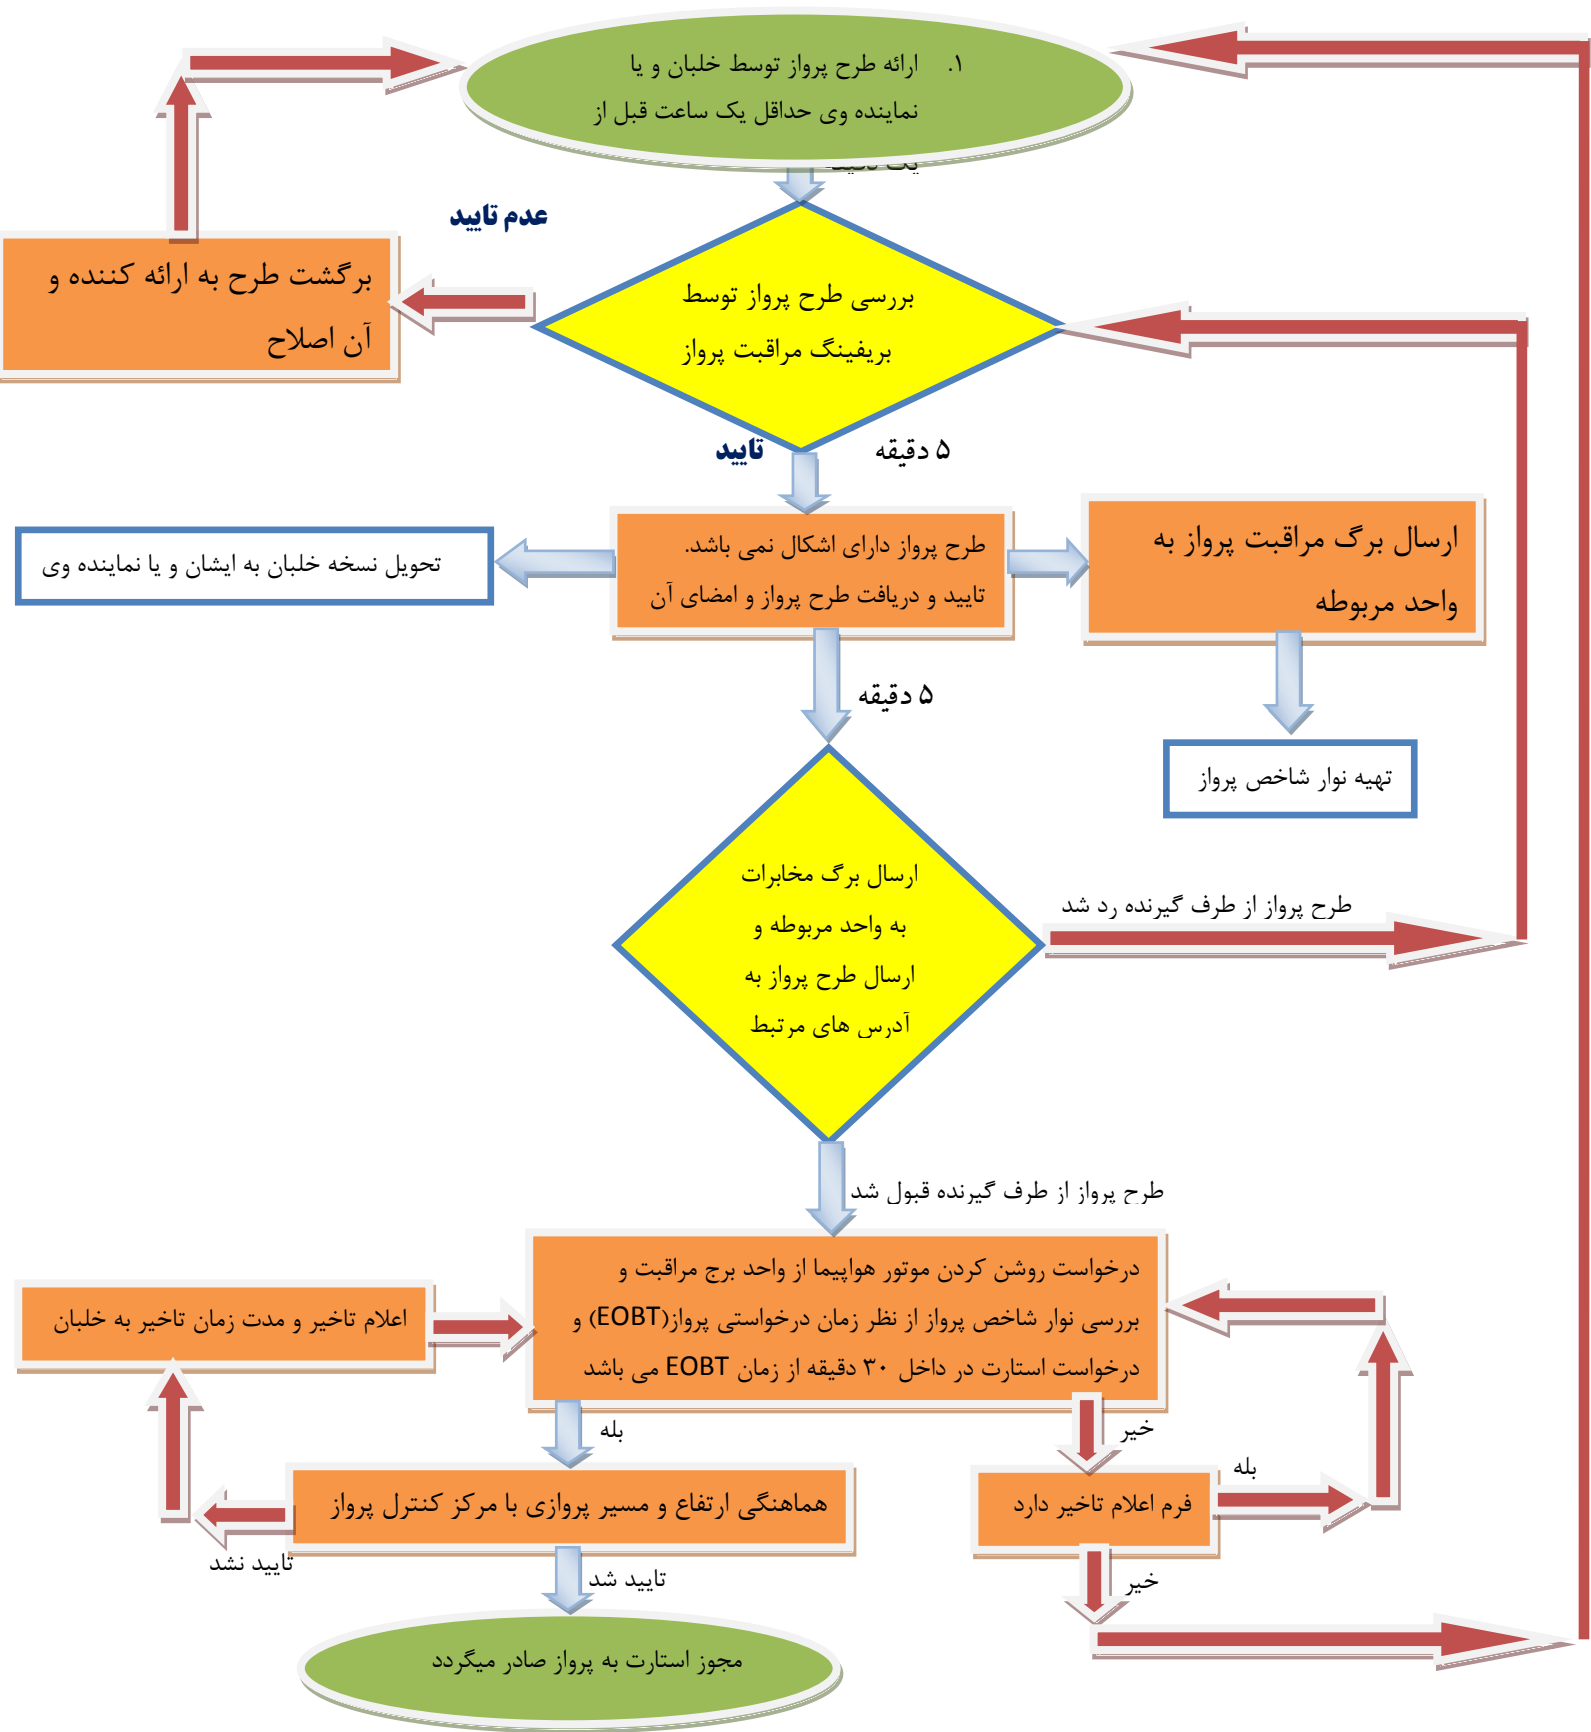 ۱. ارائه طرح پرواز توسط خلبان و یا
نماینده وی حداقل یک ساعت قبل از
عدم تایید
برگشت طرح به ارائه کننده و
آن اصلاح
بررسی طرح پرواز توسط
بریفینگ مراقبت پرواز
تایید
۵ دقیقه
ارسال برگ مراقبت پرواز به
واحد مربوطه
طرح پرواز دارای اشکال نمی باشد.
تایید و دریافت طرح پرواز و امضای آن
تحویل نسخه خلبان به ایشان و یا نماینده وی
۵ دقیقه
تهیه نوار شاخص پرواز
ارسال برگ مخابرات
به واحد مربوطه و
ارسال طرح پرواز به
آدرس های مرتبط
طرح پرواز از طرف گیرنده رد شد
طرح پرواز از طرف گیرنده قبول شد
درخواست روشن کردن موتور هواپیما از واحد برج مراقبت و
بررسی نوار شاخص پرواز از نظر زمان درخواستی پرواز(EOBT) و
درخواست استارت در داخل ۳۰ دقیقه از زمان EOBT می باشد
اعلام تاخیر و مدت زمان تاخیر به خلبان
بله
خیر
بله
هماهنگی ارتفاع و مسیر پروازی با مرکز کنترل پرواز
فرم اعلام تاخیر دارد
تایید نشد
تایید شد
خیر
مجوز استارت به پرواز صادر میگردد